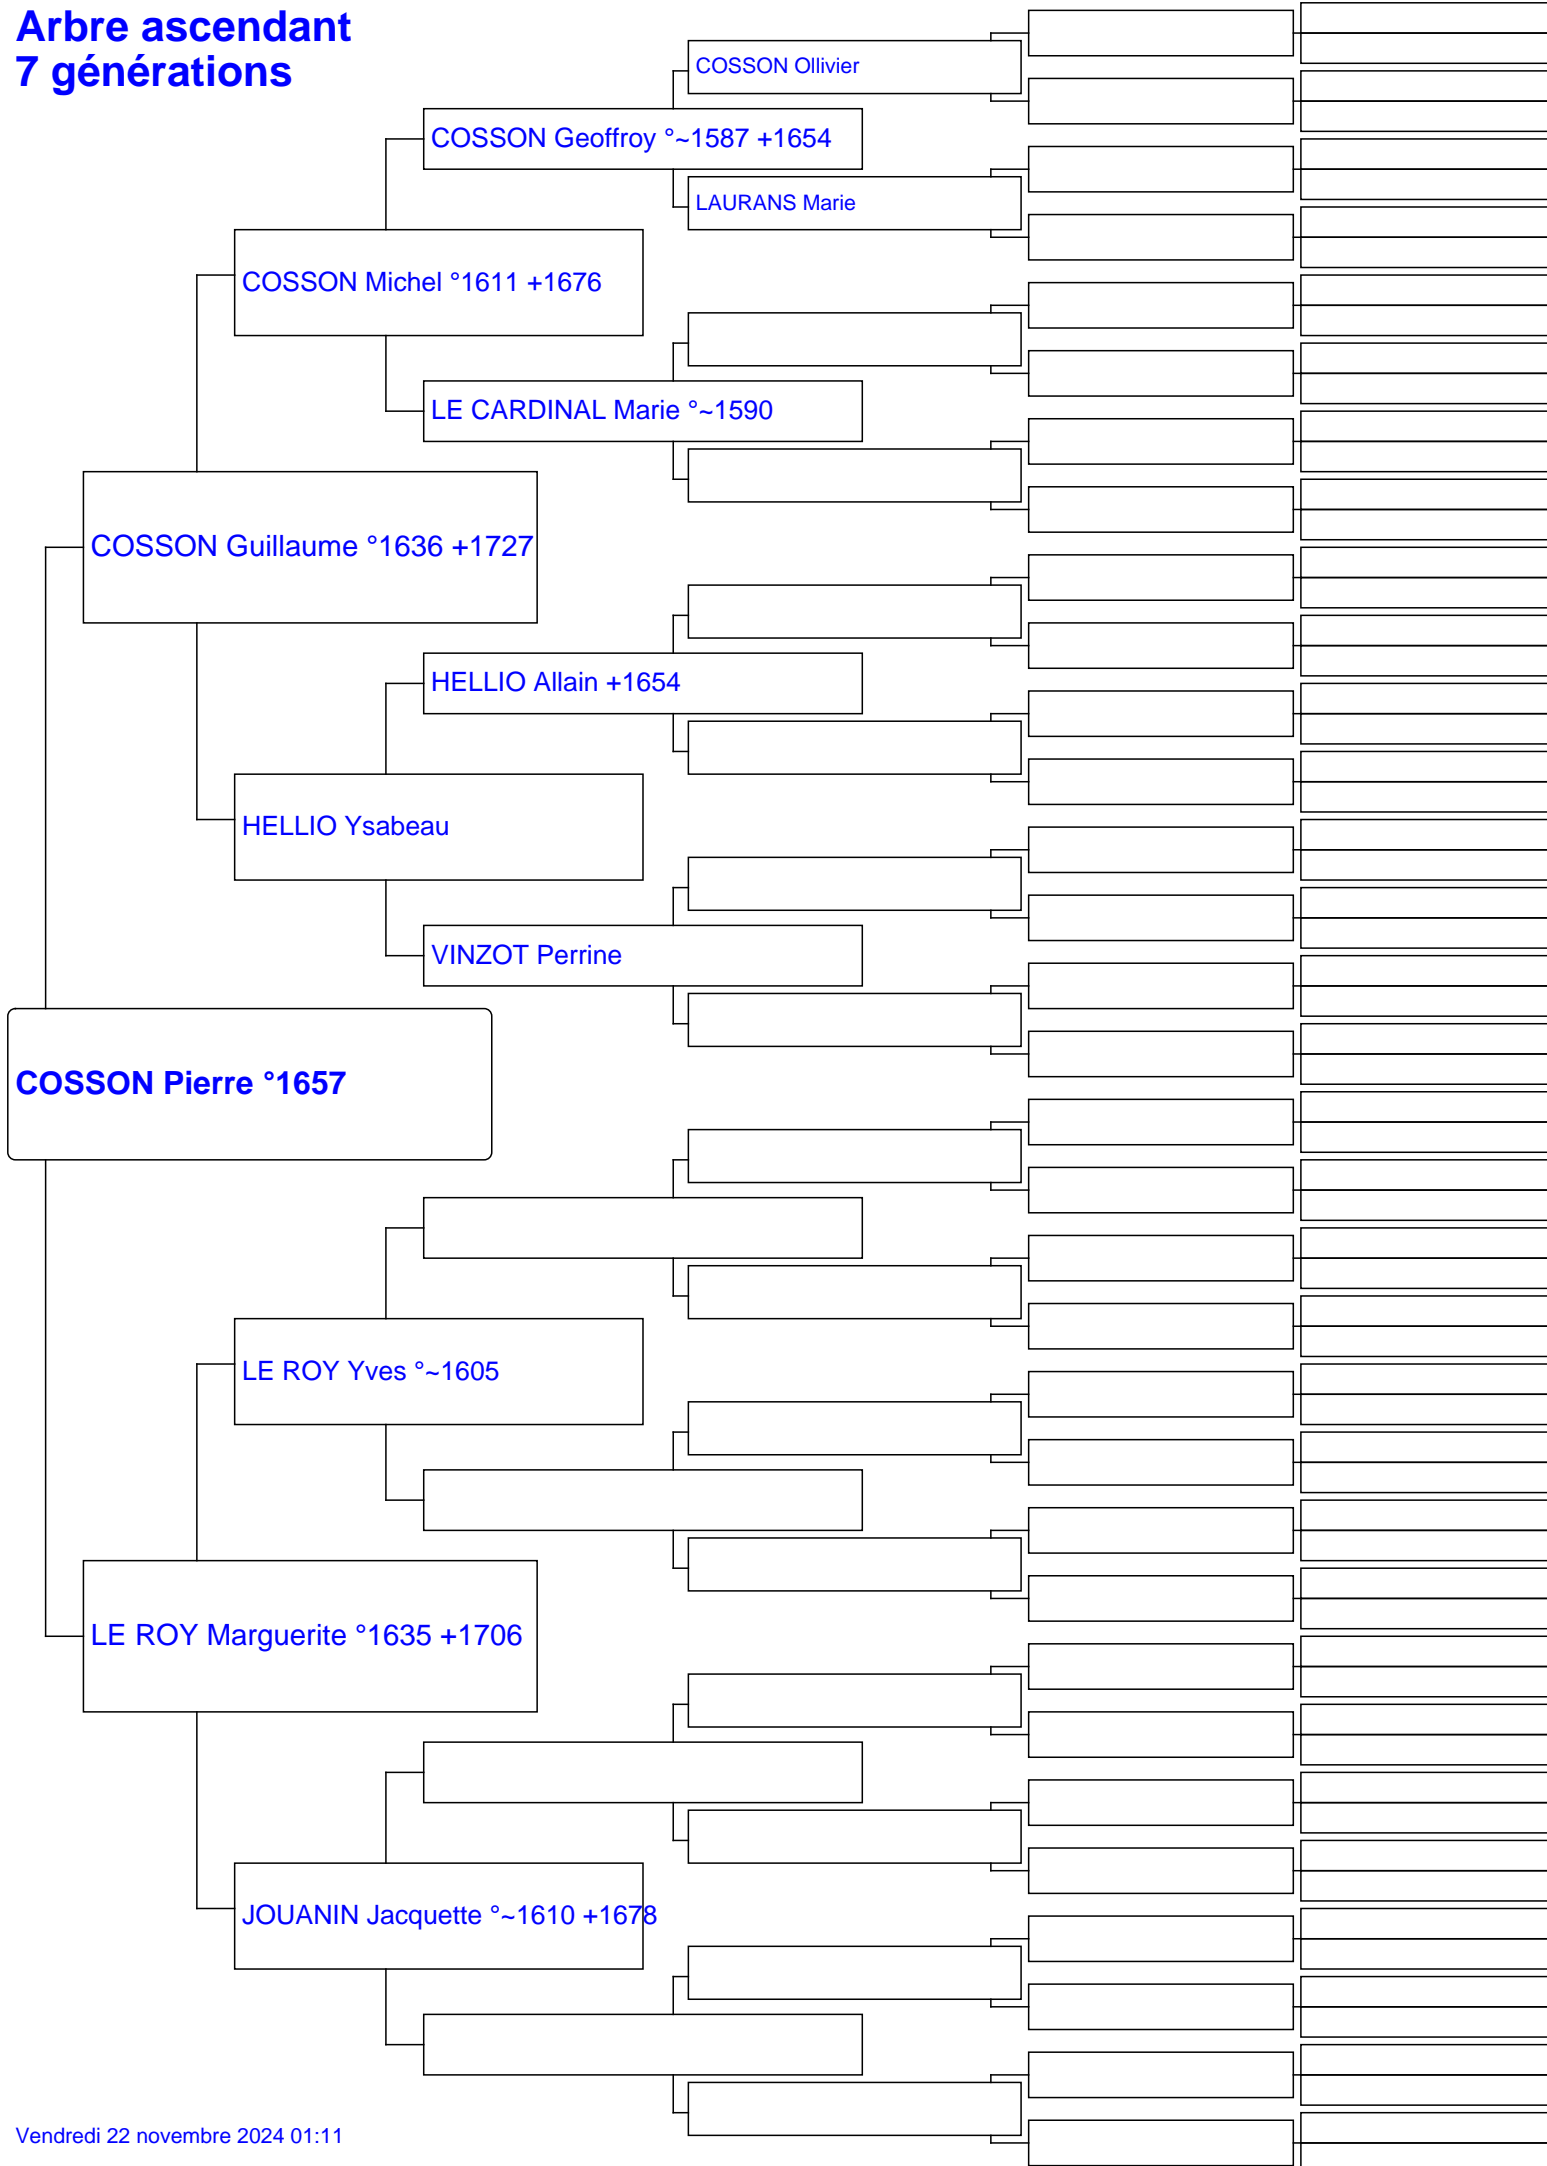 Arbre ascendant
7 générations
COSSON Ollivier
COSSON Geoffroy °~1587 +1654
LAURANS Marie
COSSON Michel °1611 +1676
LE CARDINAL Marie °~1590
COSSON Guillaume °1636 +1727
HELLIO Allain +1654
HELLIO Ysabeau
VINZOT Perrine
COSSON Pierre °1657
LE ROY Yves °~1605
LE ROY Marguerite °1635 +1706
JOUANIN Jacquette °~1610 +1678
Vendredi 22 novembre 2024 01:11